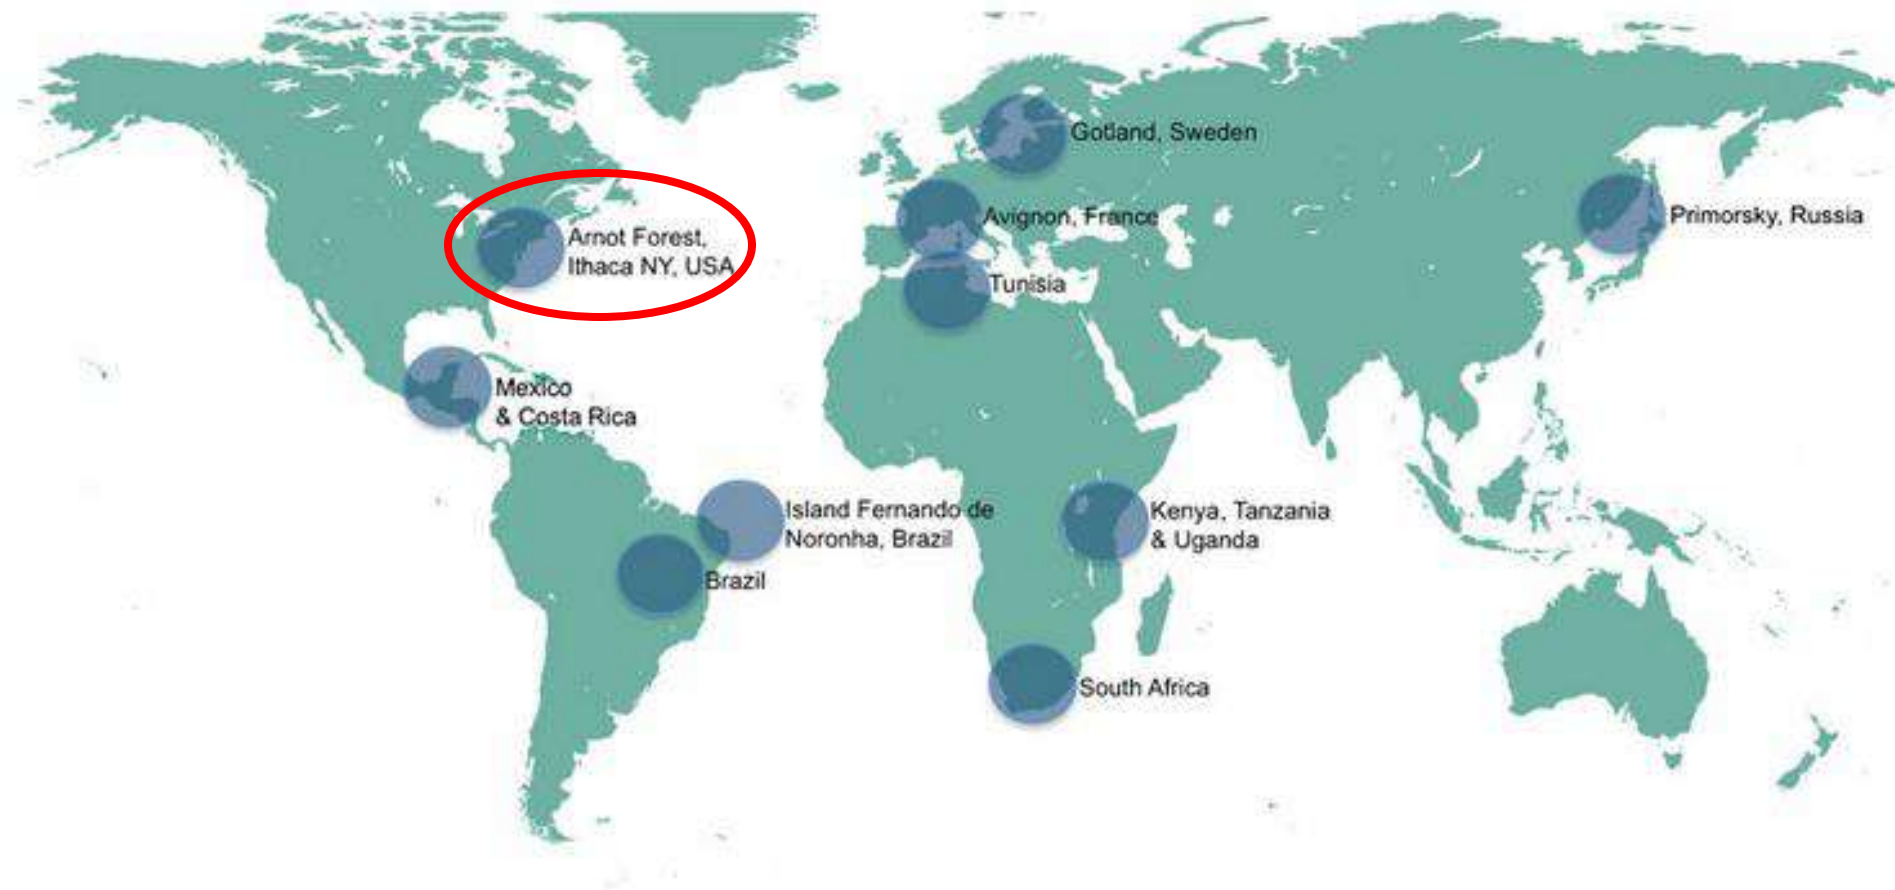 Gotland, Sweden
Avignon, France
Primorsky, Russia
Arnot Forest,
Ithaca NY, USA
Tunisia
Mexico
& Costa Rica
Island Fernando de
Noronha, Brazil
Kenya, Tanzania
& Uganda
Brazil
South Africa